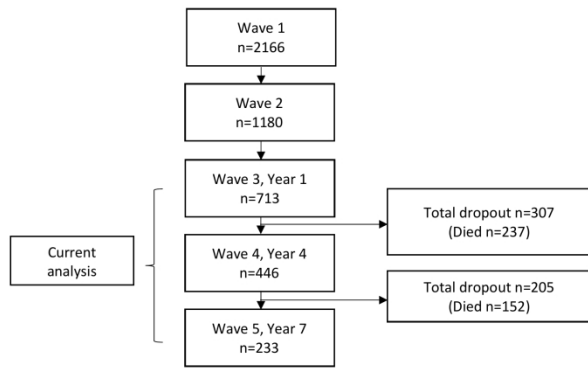 Wave 1
n=2166
Wave 2
n=1180
Wave 3, Year 1
n=713
Total dropout n=307
(Died n=237)
Current
analysis
Wave 4, Year 4
n=446
Total dropout n=205
(Died n=152)
Wave 5, Year 7
n=233